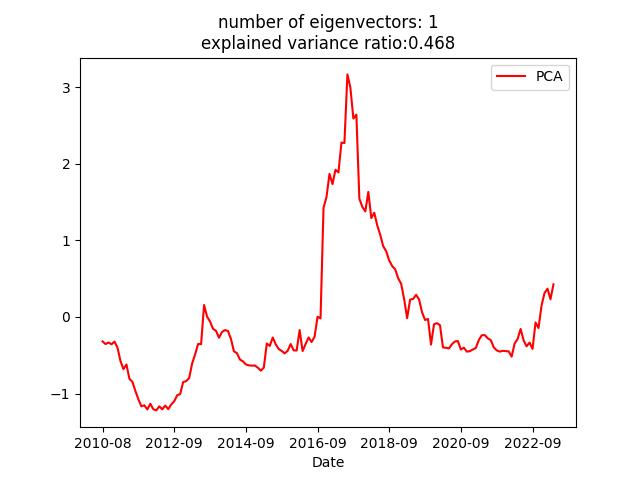 number of eigenvectors: 1
explained variance ratio:0.468
PCA
3
2
1
0
−1
2010-08 2012-09 2014-09 2016-09 2018-09 2020-09 2022-09
Date